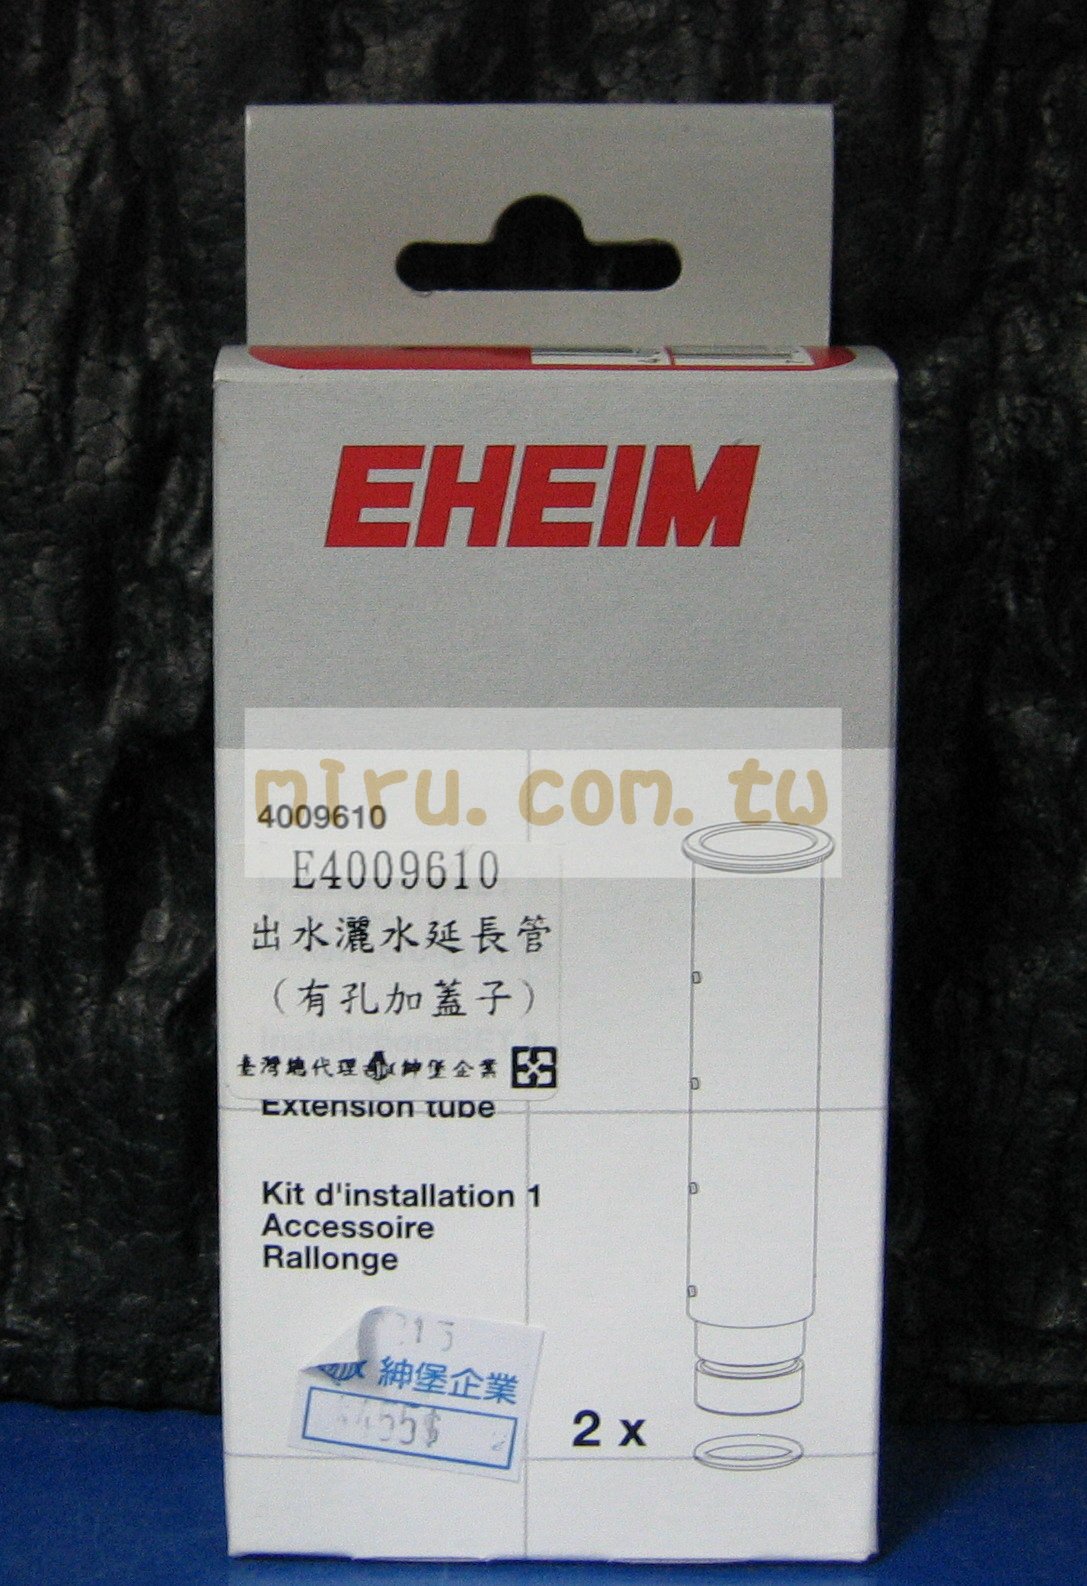 EHEIM
miru.com.tw
4009610
E4009610
出水灑水延長管
(有孔加蓋子)
臺灣總代理 紳堡企業
Extension tube
Kit d'installation 1
Accessoire
Rallonge
紳堡企業
55$
2 x